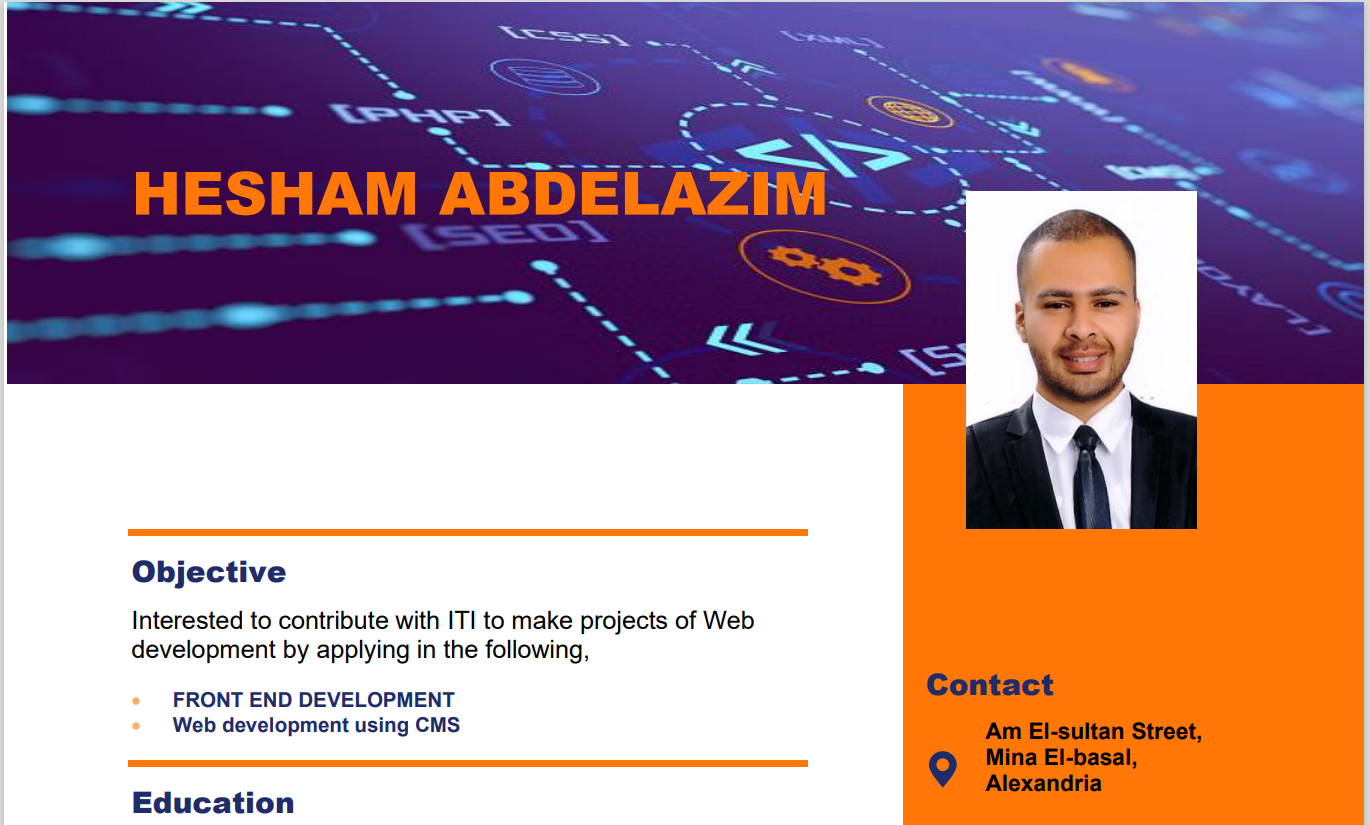 [CSS]
[XML]
[PHP]
</>
HESHAM ABDELAZIM
[SEO]
Objective
Interested to contribute with ITI to make projects of Web
development by applying in the following,
• FRONT END DEVELOPMENT
• Web development using CMS
Education
Contact
Am El-sultan Street,
Mina El-basal,
Alexandria